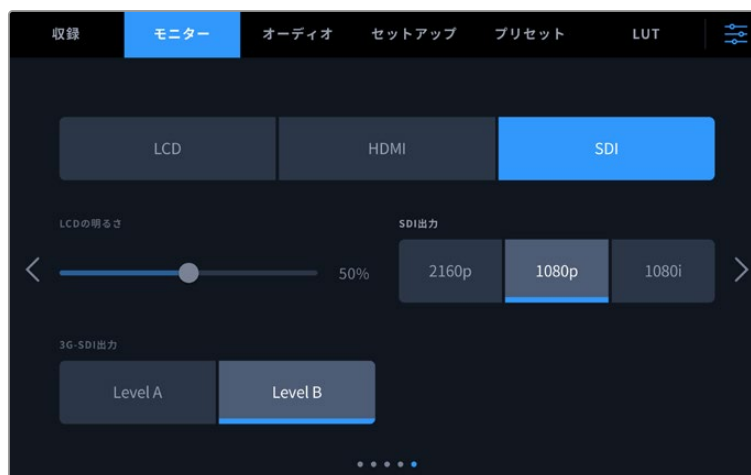 収録 モニター オーディオ セットアップ プリセット LUT
LCD HDMI SDI
LCDの明るさ SDI出力
50% 2160p 1080p 1080i
3G-SDI出力
Level A Level B